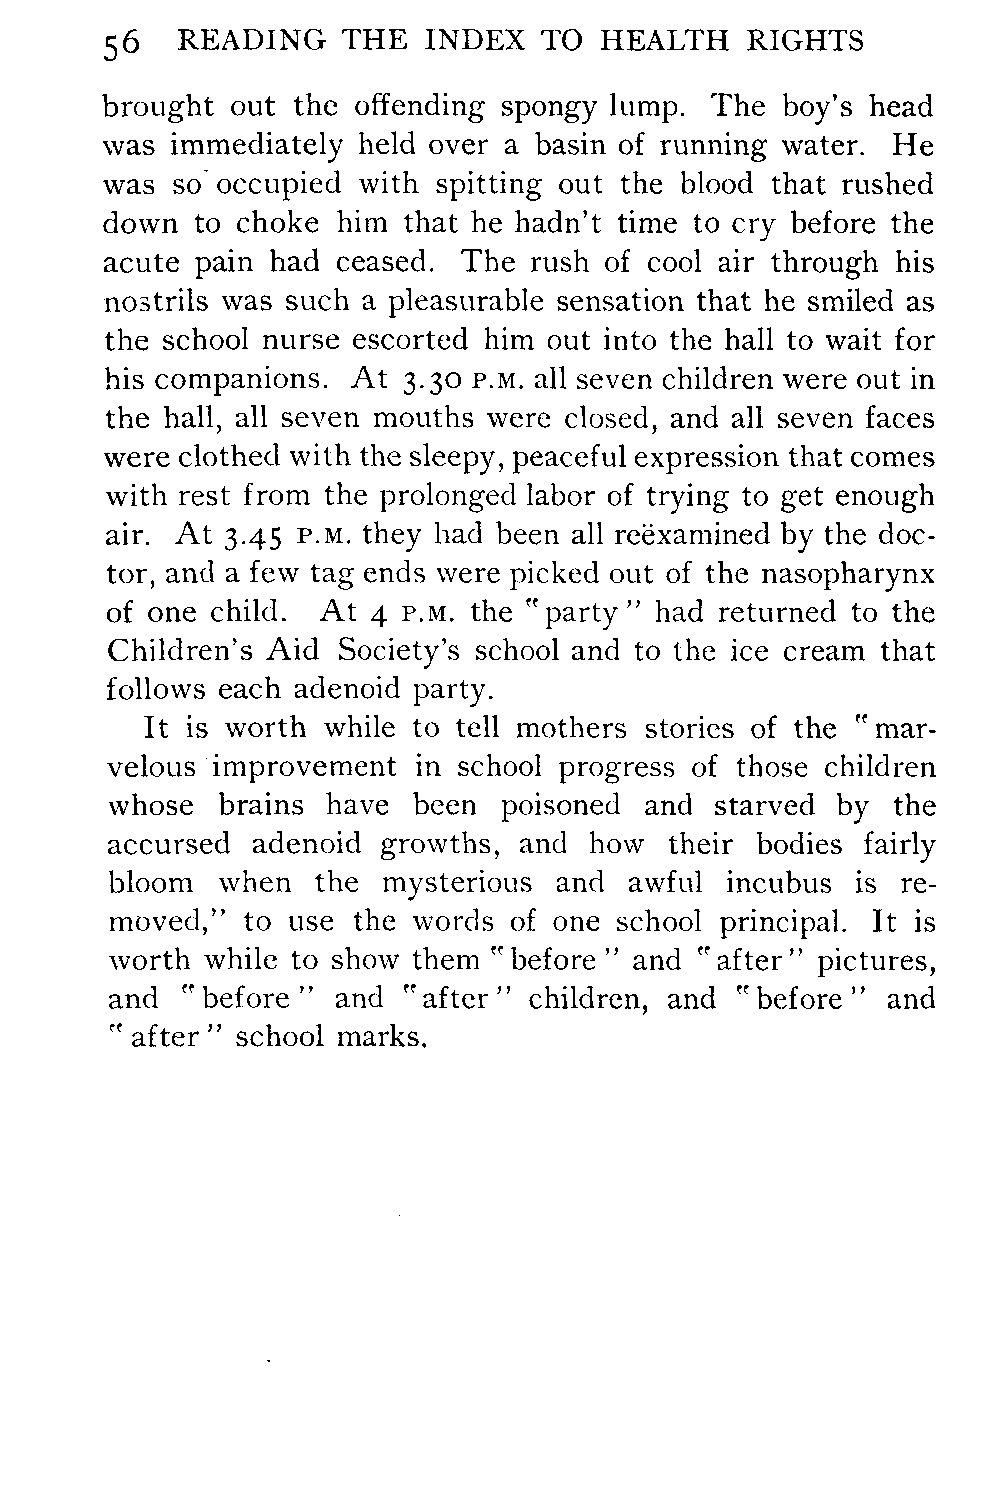 56 READING THE INDEX TO HEALTH RIGHTS
brought out the offending spongy lump. The boy's head
was immediately held over a basin of running water. He
was so occupied with spitting out the blood that rushed
down to choke him that he hadn't time to cry before the
acute pain had ceased. The rush of cool air through his
nostrils was such a pleasurable sensation that he smiled as
the school nurse escorted him out into the hall to wait for
his companions. At 3.30 P.M. all seven children were out in
the hall, all seven mouths were closed, and all seven faces
were clothed with the sleepy, peaceful expression that comes
with rest from the prolonged labor of trying to get enough
air. At 3.45 P.M. they had been all reëxamined by the doc-
tor, and a few tag ends were picked out of the nasopharynx
of one child. At 4 P.M. the "party" had returned to the
Children's Aid Society's school and to the ice cream that
follows each adenoid party.
It is worth while to tell mothers stories of the "mar-
velous improvement in school progress of those children
whose brains have been poisoned and starved by the
accursed adenoid growths, and how their bodies fairly
bloom when the mysterious and awful incubus is re-
moved," to use the words of one school principal. It is
worth while to show them "before" and "after" pictures,
and "before" and "after" children, and "before" and
"after" school marks.